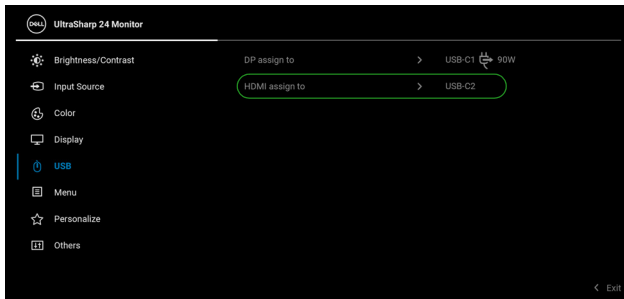 DELL UltraSharp 24 Monitor
Brightness/Contrast
DP assign to > USB-C1 90W
Input Source
HDMI assign to > USB-C2
Color
Display
USB
Menu
Personalize
Others
< Exit